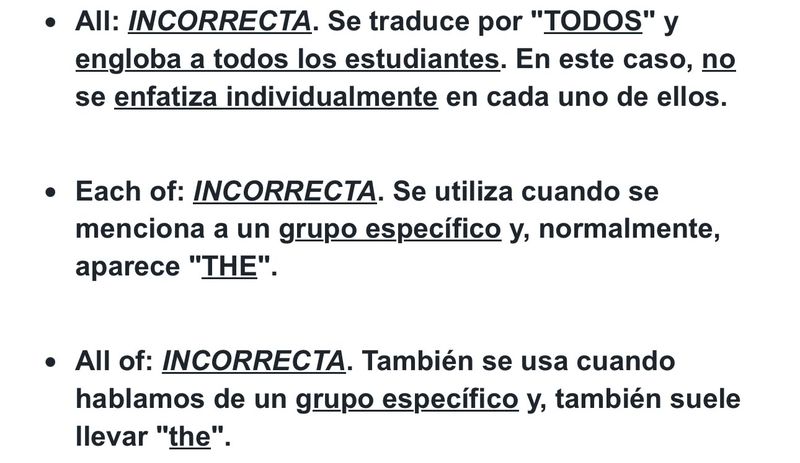 • All: INCORRECTA. Se traduce por "TODOS" y
engloba a todos los estudiantes. En este caso, no
se enfatiza individualmente en cada uno de ellos.
• Each of: INCORRECTA. Se utiliza cuando se
menciona a un grupo específico y, normalmente,
aparece "THE".
• All of: INCORRECTA. También se usa cuando
hablamos de un grupo específico y, también suele
llevar "the".